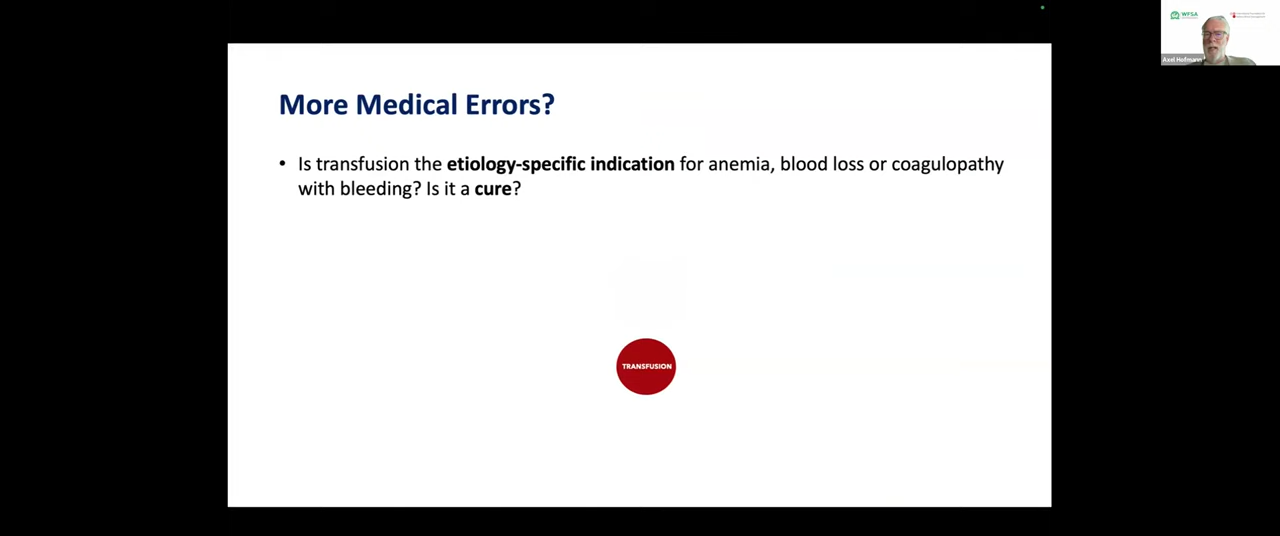 WFSA
Axel Hofmann
More Medical Errors?
• Is transfusion the etiology-specific indication for anemia, blood loss or coagulopathy
with bleeding? Is it a cure?
TRANSFUSION